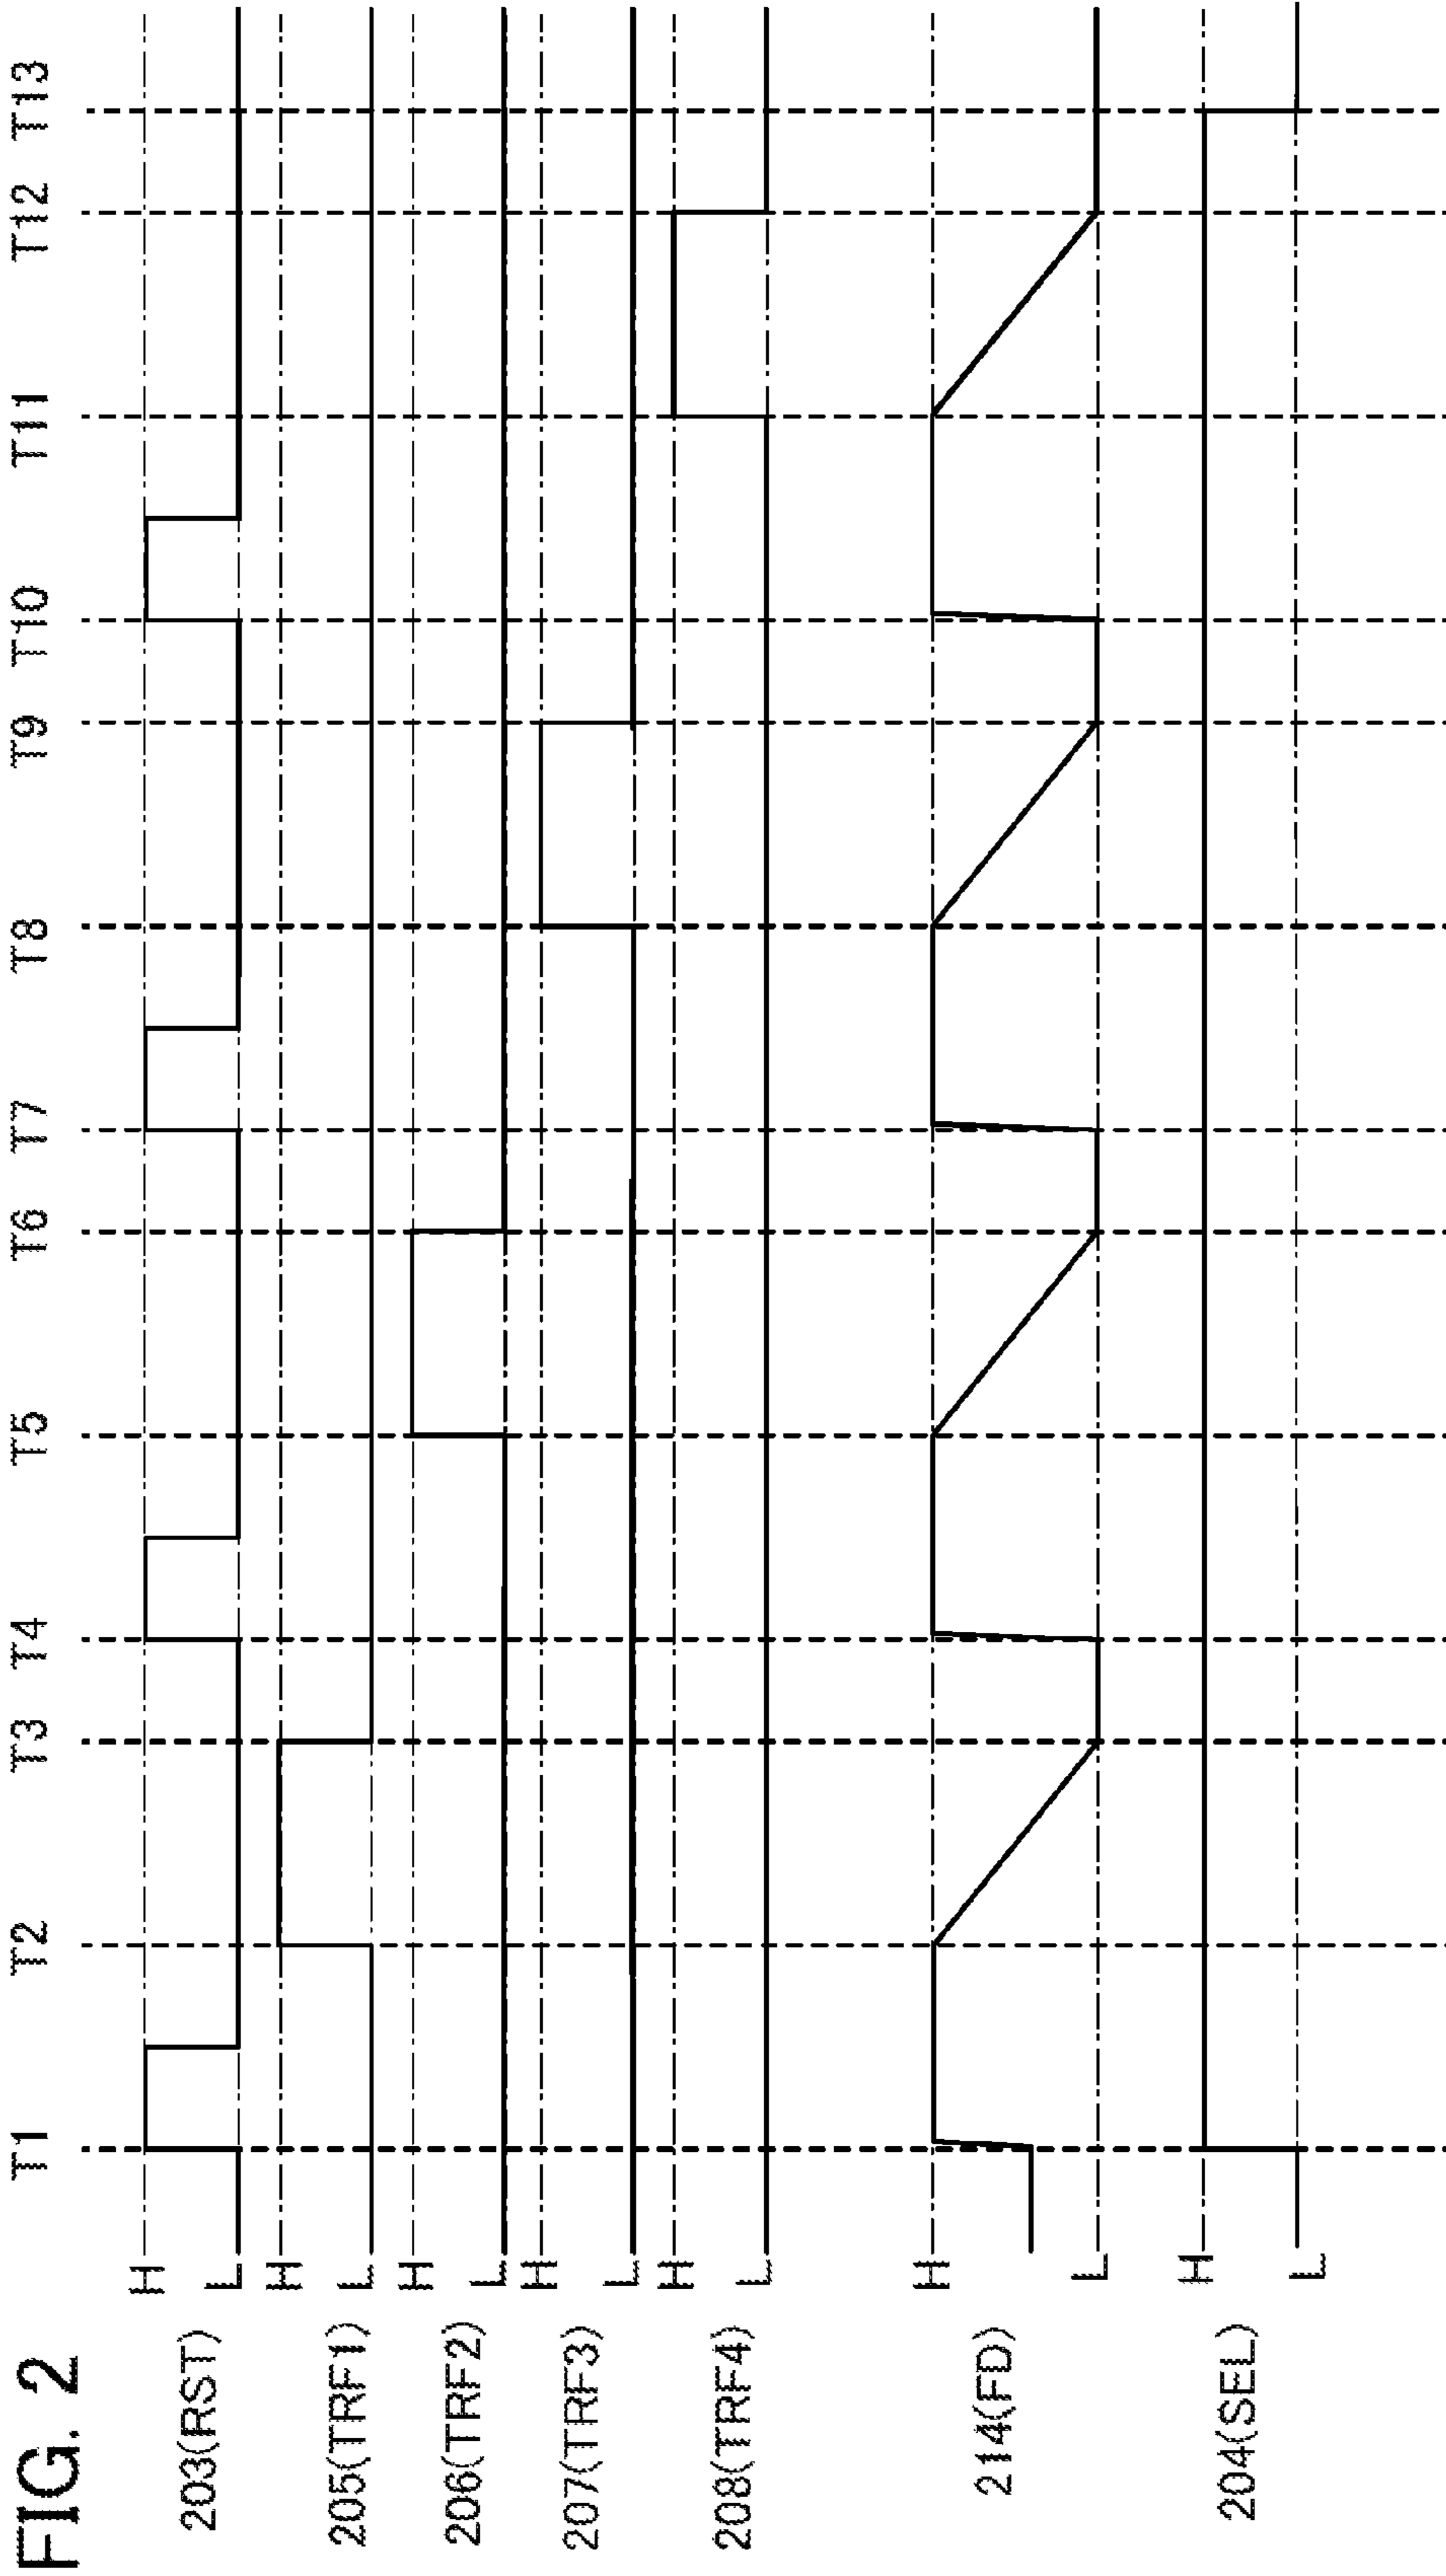 FIG. 2
T1 T2 T3 T4 T5 T6 T7 T8 T9 T10 T11 T12 T13
203(RST)
H
L
205(TRF1)
H
L
206(TRF2)
H
L
207(TRF3)
H
L
208(TRF4)
H
L
214(FD)
H
L
204(SEL)
H
L